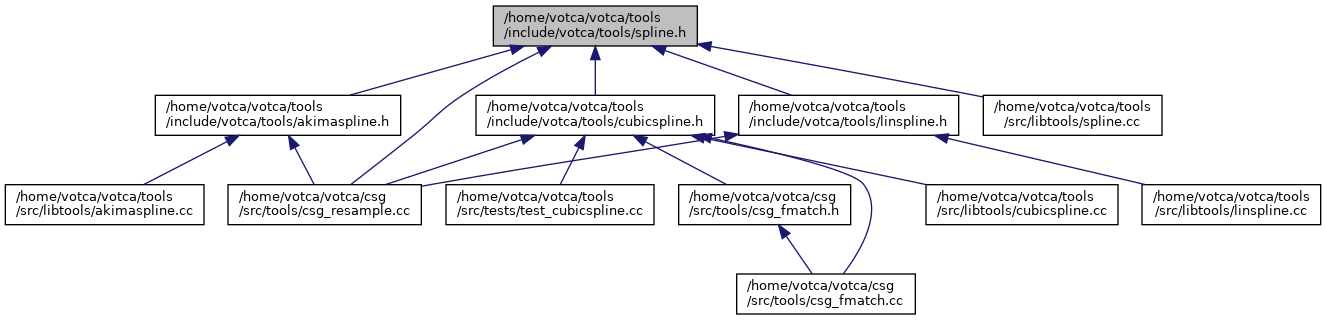 /home/votca/votca/tools
/include/votca/tools/spline.h
/home/votca/votca/tools
/include/votca/tools/akimaspline.h
/home/votca/votca/tools
/include/votca/tools/cubicspline.h
/home/votca/votca/tools
/include/votca/tools/linspline.h
/home/votca/votca/tools
/src/libtools/spline.cc
/home/votca/votca/tools
/src/libtools/akimaspline.cc
/home/votca/votca/csg
/src/tools/csg_resample.cc
/home/votca/votca/tools
/src/tests/test_cubicspline.cc
/home/votca/votca/csg
/src/tools/csg_fmatch.h
/home/votca/votca/tools
/src/libtools/cubicspline.cc
/home/votca/votca/tools
/src/libtools/linspline.cc
/home/votca/votca/csg
/src/tools/csg_fmatch.cc